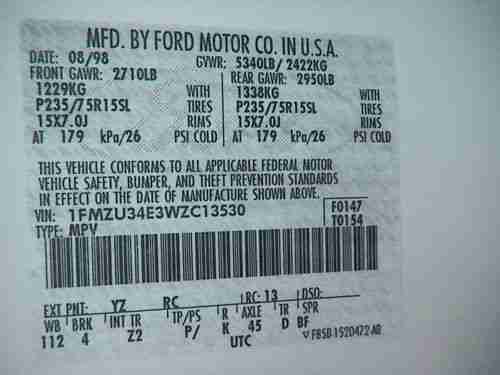 MFD. BY FORD MOTOR CO. IN U.S.A.
DATE: 08/98 GVWR: 5340LB/ 2422KG
FRONT GAWR: 2710LB REAR GAWR: 2950LB
1229KG WITH 1338KG WITH
P235/75R15SL TIRES P235/75R15SL TIRES
15X7.0J RIMS 15X7.0J RIMS
AT 179 kPa/26 PSI COLD AT 179 kPa/26 PSI COLD
THIS VEHICLE CONFORMS TO ALL APPLICABLE FEDERAL MOTOR
VEHICLE SAFETY, BUMPER, AND THEFT PREVENTION STANDARDS
IN EFFECT ON THE DATE OF MANUFACTURE SHOWN ABOVE.
VIN: 1FMZU34E3WZC13530 F0147
TYPE: MPV T0154
EXT PNT: YZ RC RC: 13 DSO:
WB BRK INT TR TP/PS R AXLE TR SPR
112 4 Z2 P/ K 45 D BF
UTC F85B-1520472-AB